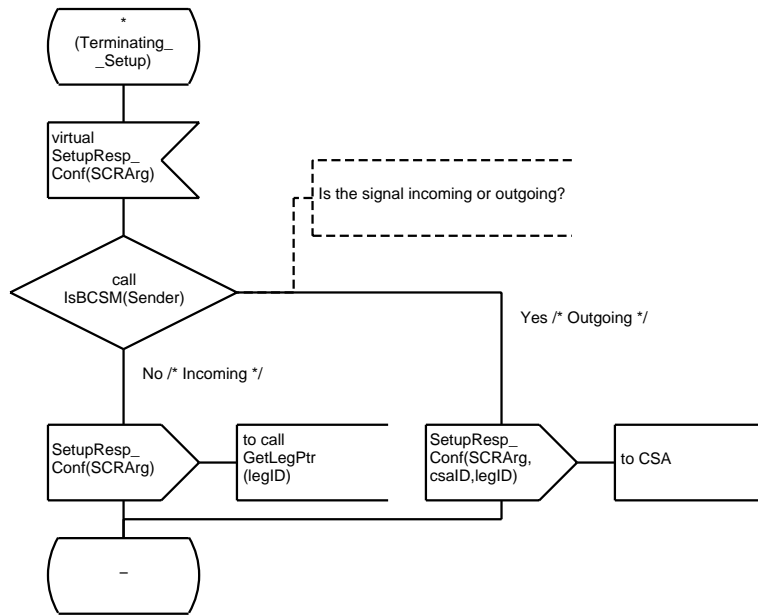 *
(Terminating_
_Setup)
virtual
SetupResp_
Conf(SCRArg)
Is the signal incoming or outgoing?
call
IsBCSM(Sender)
Yes /* Outgoing */
No /* Incoming */
SetupResp_
Conf(SCRArg)
to call
GetLegPtr
(legID)
SetupResp_
Conf(SCRArg,
csaID,legID)
to CSA
–